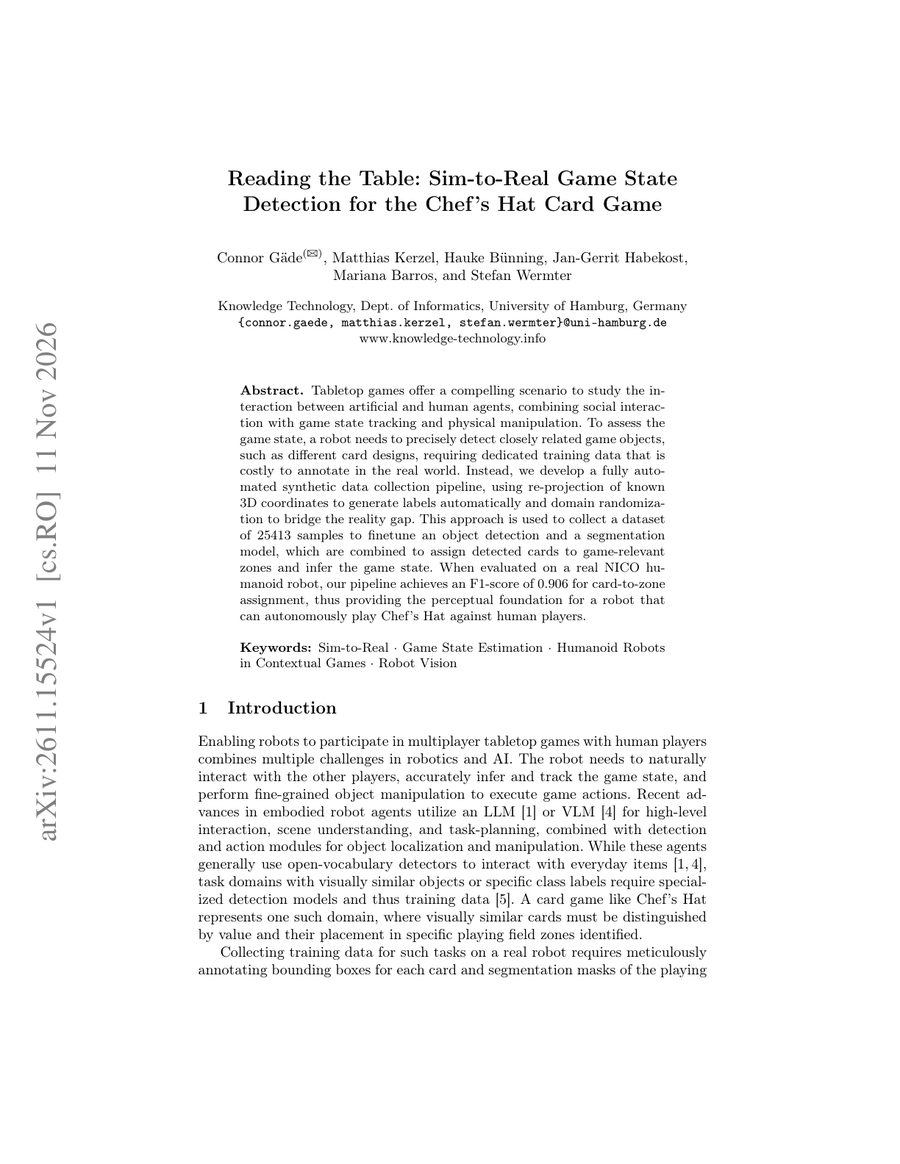 Reading the Table: Sim-to-Real Game State
Detection for the Chef's Hat Card Game
Connor Gäde(✉), Matthias Kerzel, Hauke Bünning, Jan-Gerrit Habekost,
Mariana Barros, and Stefan Wermter
Knowledge Technology, Dept. of Informatics, University of Hamburg, Germany
{connor.gaede, matthias.kerzel, stefan.wermter}@uni-hamburg.de
www.knowledge-technology.info
Abstract. Tabletop games offer a compelling scenario to study the in-
teraction between artificial and human agents, combining social interac-
tion with game state tracking and physical manipulation. To assess the
game state, a robot needs to precisely detect closely related game objects,
such as different card designs, requiring dedicated training data that is
costly to annotate in the real world. Instead, we develop a fully auto-
mated synthetic data collection pipeline, using re-projection of known
3D coordinates to generate labels automatically and domain randomiza-
tion to bridge the reality gap. This approach is used to collect a dataset
of 25413 samples to finetune an object detection and a segmentation
model, which are combined to assign detected cards to game-relevant
zones and infer the game state. When evaluated on a real NICO hu-
manoid robot, our pipeline achieves an F1-score of 0.906 for card-to-zone
assignment, thus providing the perceptual foundation for a robot that
can autonomously play Chef's Hat against human players.
Keywords: Sim-to-Real · Game State Estimation · Humanoid Robots
in Contextual Games · Robot Vision
1 Introduction
Enabling robots to participate in multiplayer tabletop games with human players
combines multiple challenges in robotics and AI. The robot needs to naturally
interact with the other players, accurately infer and track the game state, and
perform fine-grained object manipulation to execute game actions. Recent ad-
vances in embodied robot agents utilize an LLM [1] or VLM [4] for high-level
interaction, scene understanding, and task-planning, combined with detection
and action modules for object localization and manipulation. While these agents
generally use open-vocabulary detectors to interact with everyday items [1, 4],
task domains with visually similar objects or specific class labels require special-
ized detection models and thus training data [5]. A card game like Chef's Hat
represents one such domain, where visually similar cards must be distinguished
by value and their placement in specific playing field zones identified.
Collecting training data for such tasks on a real robot requires meticulously
annotating bounding boxes for each card and segmentation masks of the playing
arXiv:2611.15524v1 [cs.RO] 11 Nov 2026